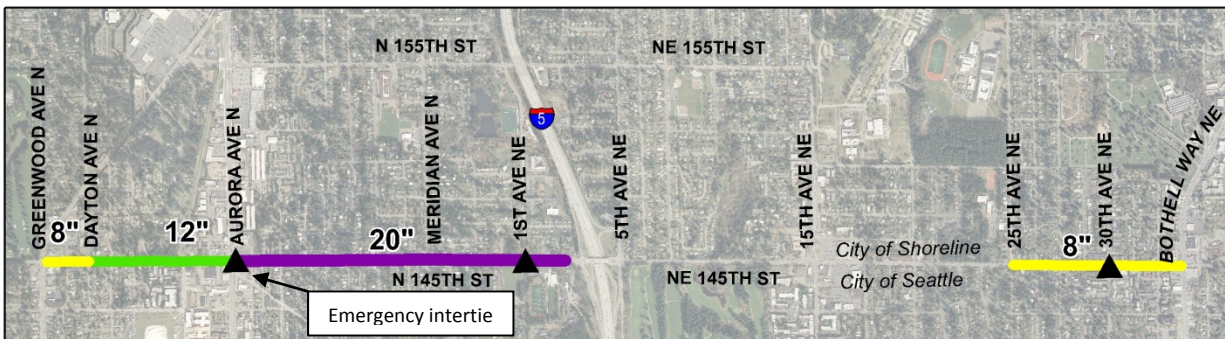 N 155TH ST
NE 155TH ST
GREENWOOD AVE N
DAYTON AVE N
AURORA AVE N
MERIDIAN AVE N
1ST AVE NE
5
5TH AVE NE
15TH AVE NE
25TH AVE NE
30TH AVE NE
BOTHELL WAY NE
8"
12"
20"
8"
City of Shoreline
N 145TH ST
NE 145TH ST
City of Seattle
Emergency intertie